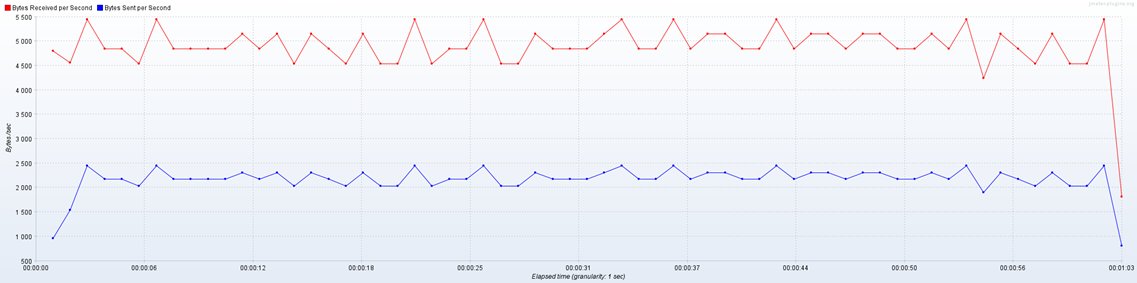 jmeter-plugins.org
Bytes Received per Second Bytes Sent per Second
5 500
5 000
4 500
4 000
3 500
3 000
2 500
2 000
1 500
1 000
500
Bytes /sec
00:00:00 00:00:06 00:00:12 00:00:18 00:00:25 00:00:31 00:00:37 00:00:44 00:00:50 00:00:56 00:01:03
Elapsed time (granularity: 1 sec)